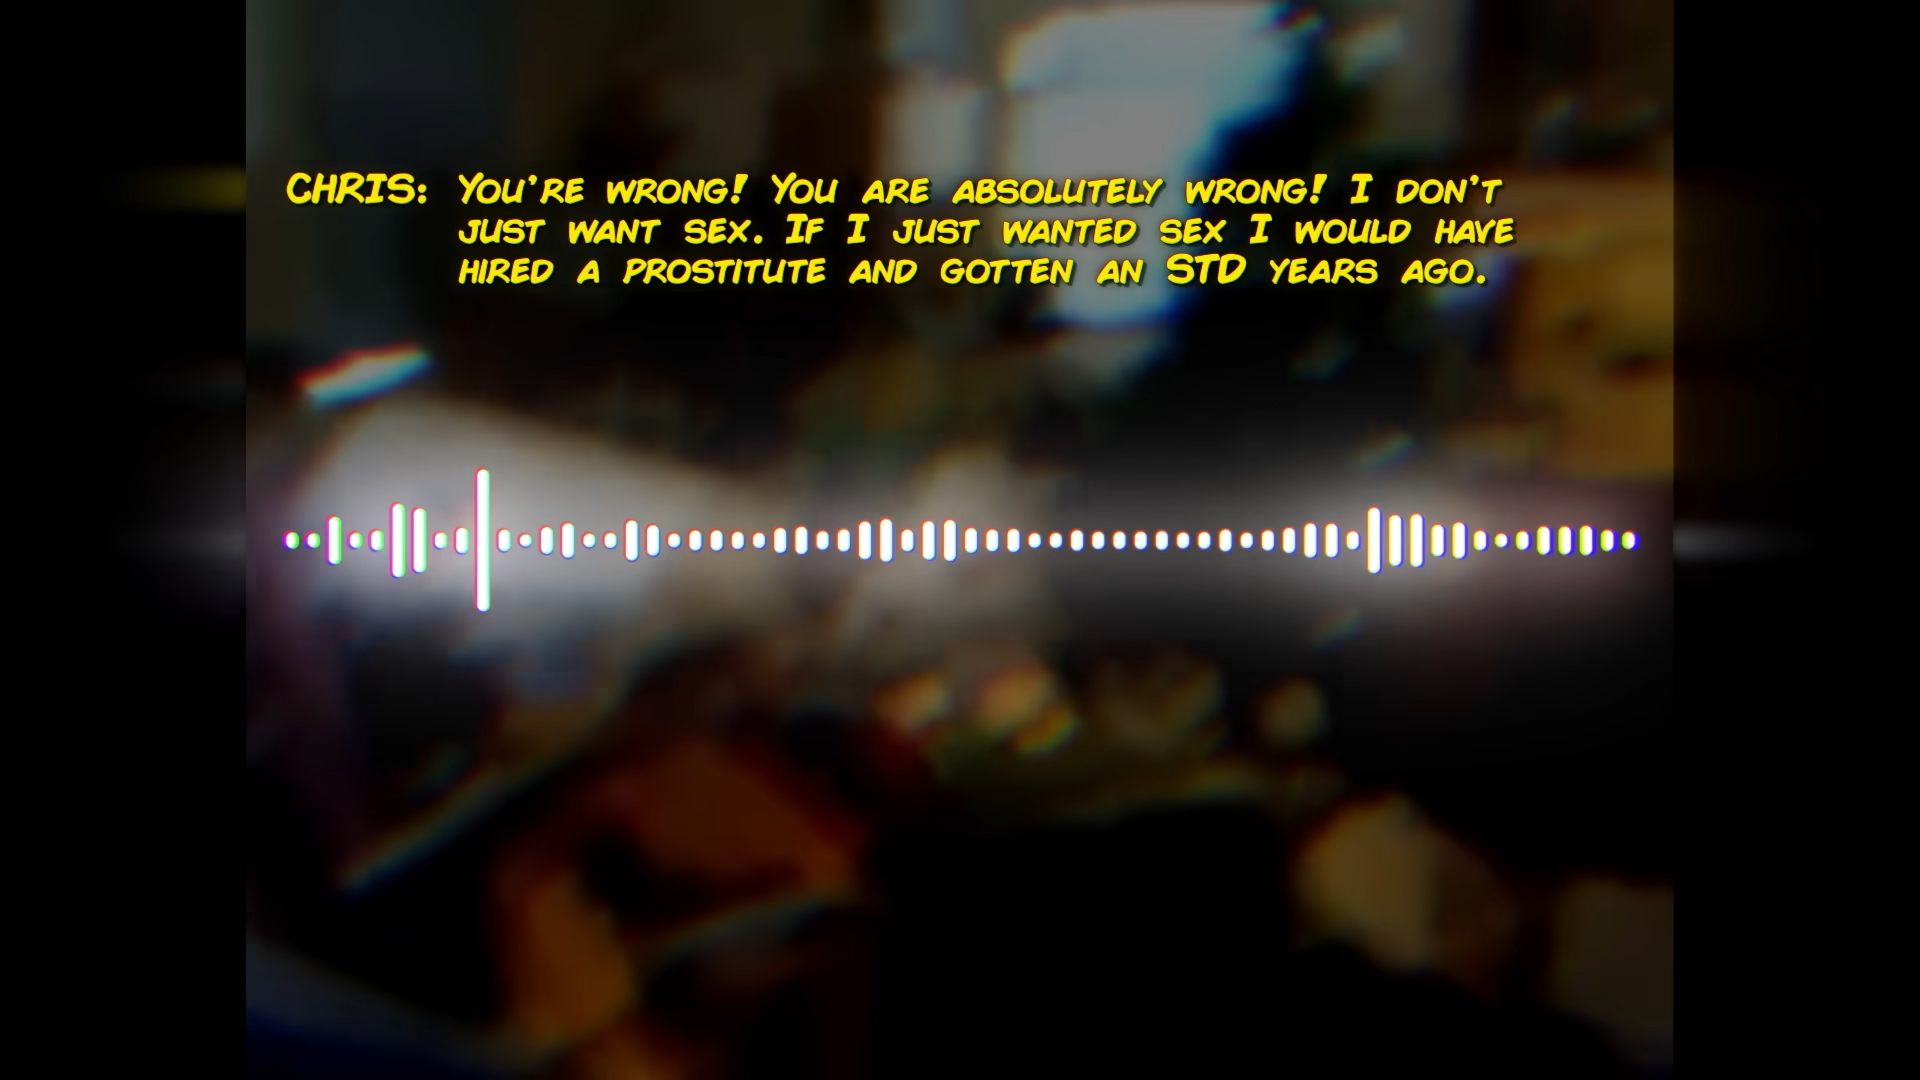 CHRIS: YOU'RE WRONG! YOU ARE ABSOLUTELY WRONG! I DON'T
JUST WANT SEX. IF I JUST WANTED SEX I WOULD HAVE
HIRED A PROSTITUTE AND GOTTEN AN STD YEARS AGO.